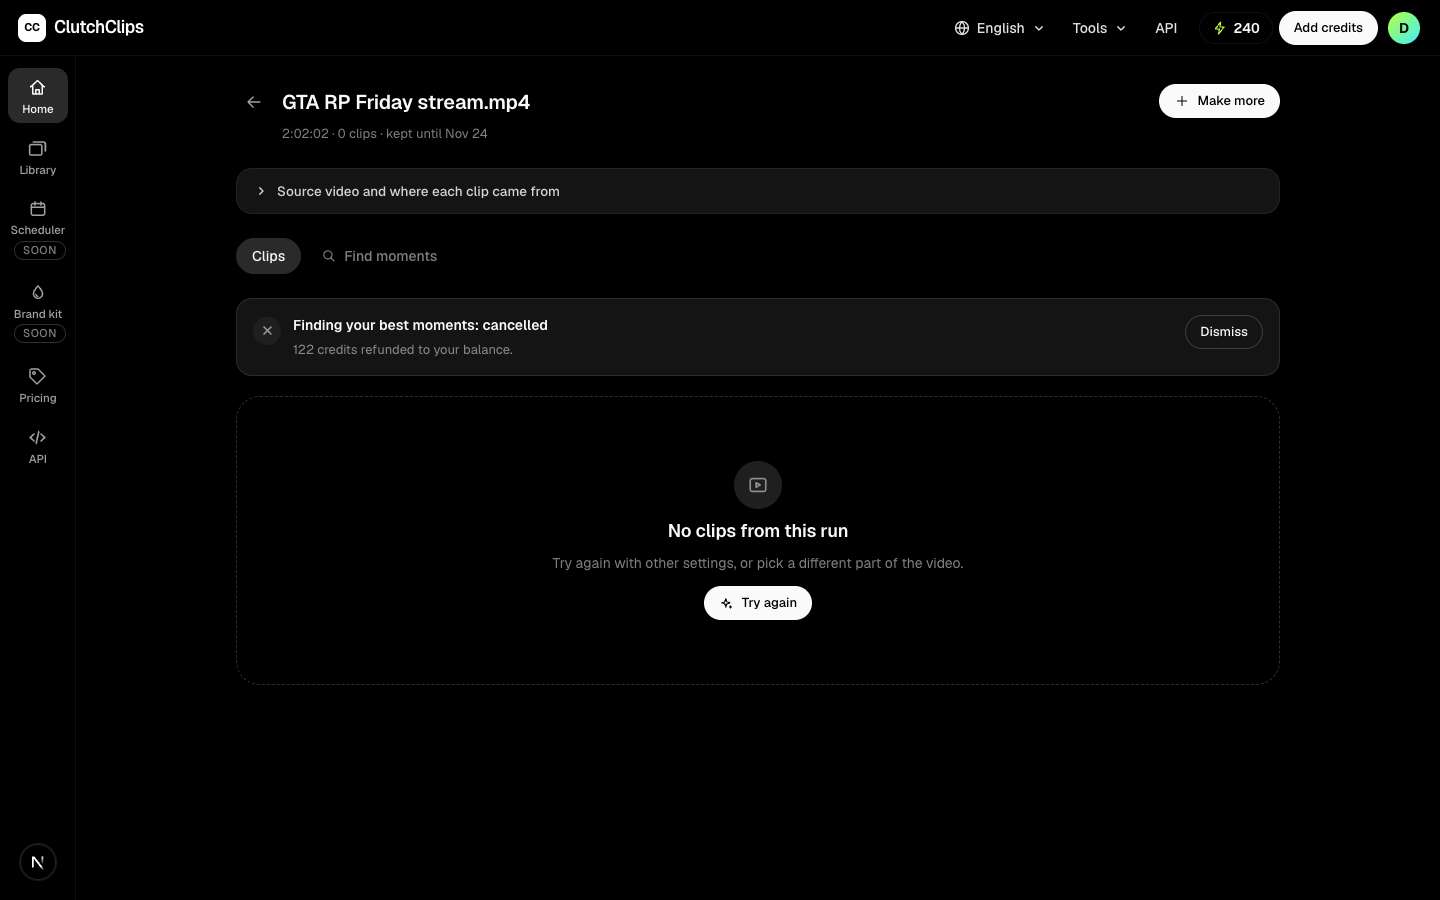 CC ClutchClips
English
Tools
API
240
Add credits
D
Home
Library
Scheduler
SOON
Brand kit
SOON
Pricing
API
N
GTA RP Friday stream.mp4
Make more
2:02:02 · 0 clips · kept until Nov 24
Source video and where each clip came from
Clips
Find moments
Finding your best moments: cancelled
122 credits refunded to your balance.
Dismiss
No clips from this run
Try again with other settings, or pick a different part of the video.
Try again